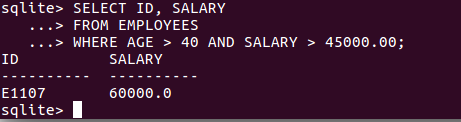 sqlite> SELECT ID, SALARY
   ...> FROM EMPLOYEES
   ...> WHERE AGE > 40 AND SALARY > 45000.00;
ID          SALARY
----------  ----------
E1107       60000.0
sqlite>